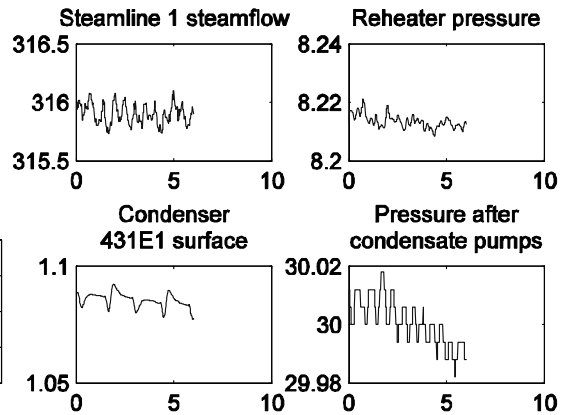 Steamline 1 steamflow
316.5
316
315.5
0 5 10
Reheater pressure
8.24
8.22
8.2
0 5 10
Condenser
431E1 surface
1.1
1.05
0 5 10
Pressure after
condensate pumps
30.02
30
29.98
0 5 10